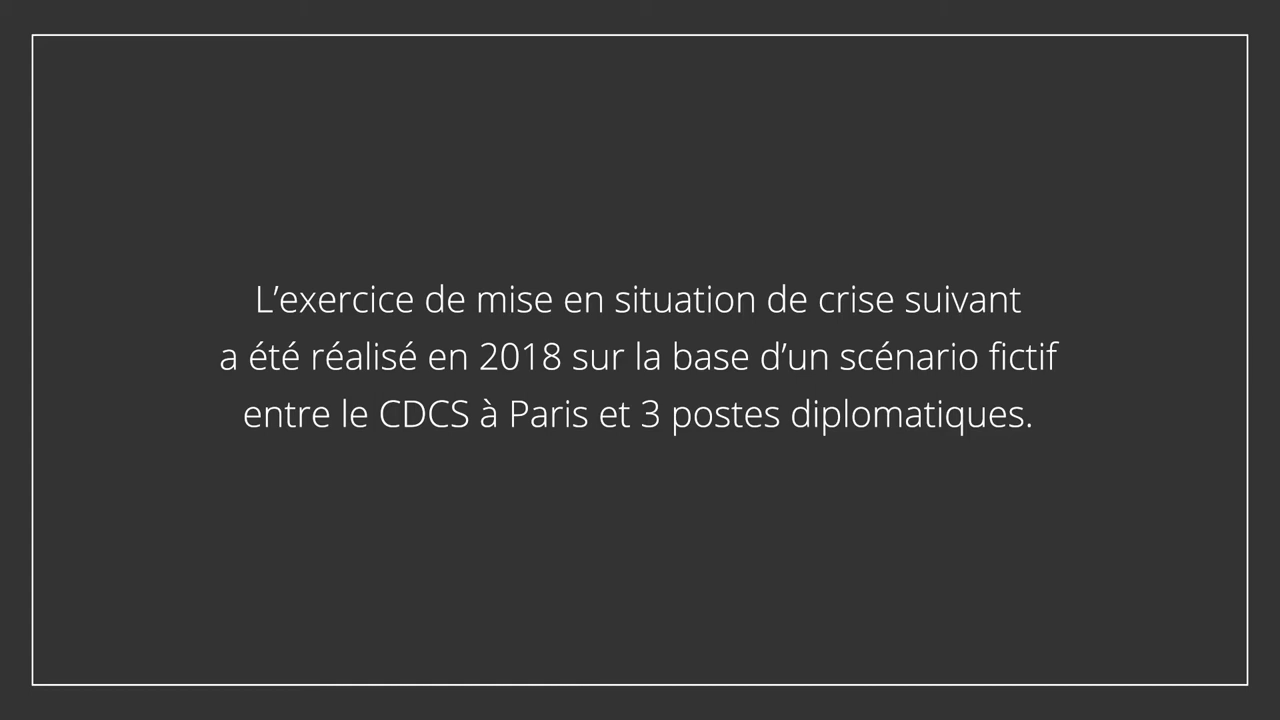 L’exercice de mise en situation de crise suivant
a été réalisé en 2018 sur la base d’un scénario fictif
entre le CDCS à Paris et 3 postes diplomatiques.